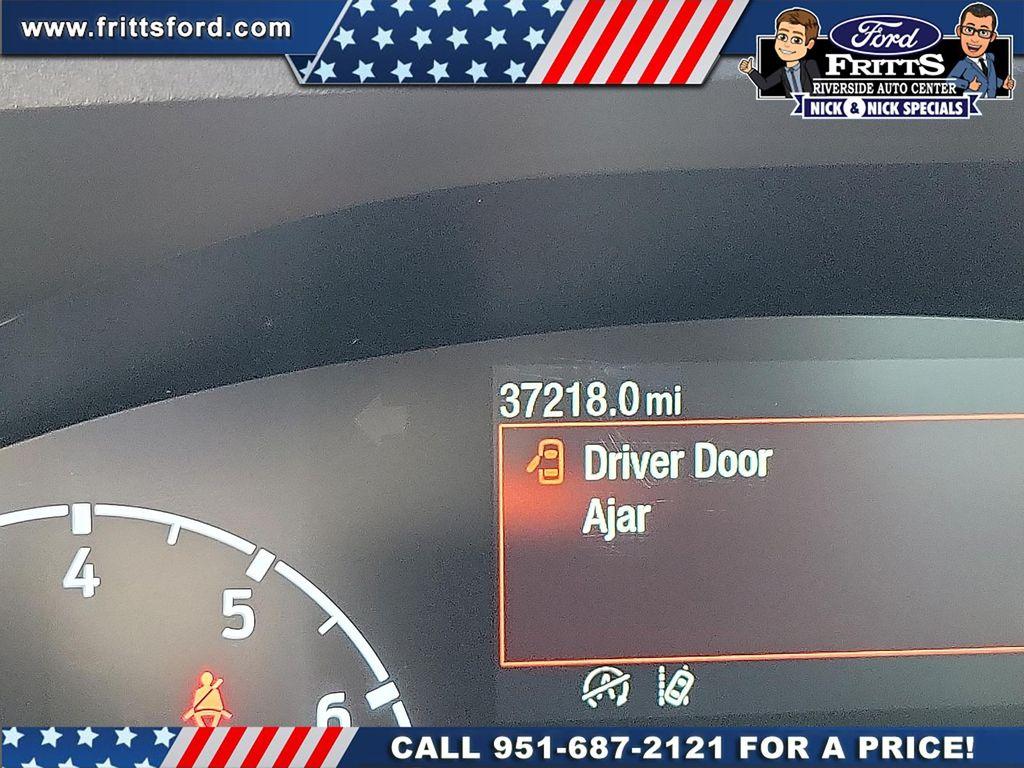 www.frittsford.com
Ford
FRITTS
RIVERSIDE AUTO CENTER
NICK & NICK SPECIALS
37218.0 mi
Driver Door
Ajar
4
5
6
A
CALL 951-687-2121 FOR A PRICE!